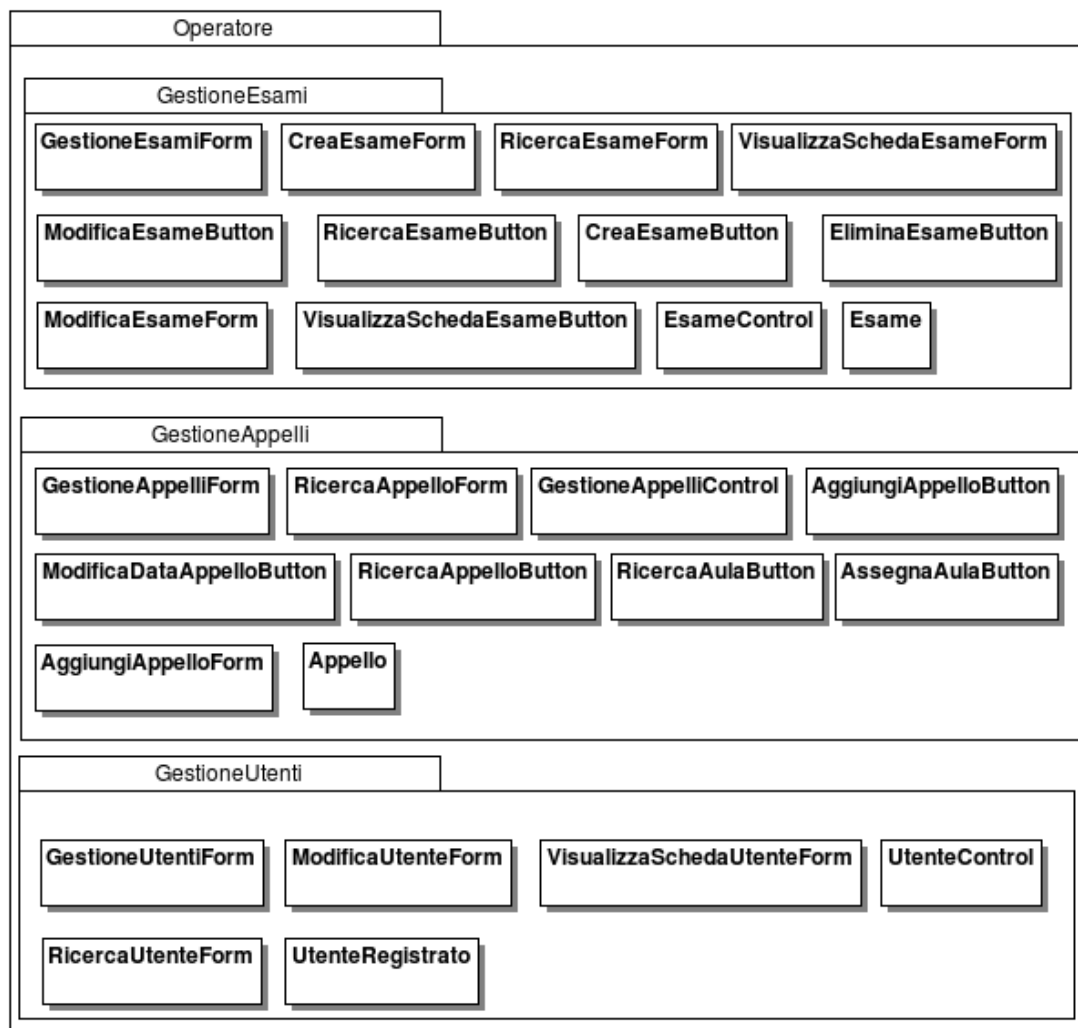 Operatore
GestioneEsami
GestioneEsamiForm CreaEsameForm RicercaEsameForm VisualizzaSchedaEsameForm
ModificaEsameButton RicercaEsameButton CreaEsameButton EliminaEsameButton
ModificaEsameForm VisualizzaSchedaEsameButton EsameControl Esame
GestioneAppelli
GestioneAppelliForm RicercaAppelloForm GestioneAppelliControl AggiungiAppelloButton
ModificaDataAppelloButton RicercaAppelloButton RicercaAulaButton AssegnaAulaButton
AggiungiAppelloForm Appello
GestioneUtenti
GestioneUtentiForm ModificaUtenteForm VisualizzaSchedaUtenteForm UtenteControl
RicercaUtenteForm UtenteRegistrato